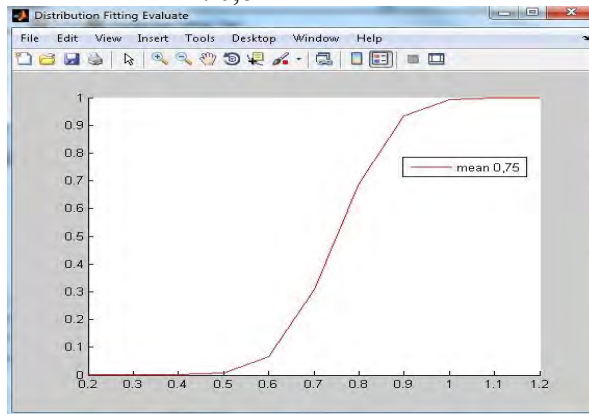 Distribution Fitting Evaluate
File Edit View Insert Tools Desktop Window Help
1
0.9
0.8
0.7
0.6
0.5
0.4
0.3
0.2
0.1
0
mean 0,75
0.2 0.3 0.4 0.5 0.6 0.7 0.8 0.9 1 1.1 1.2